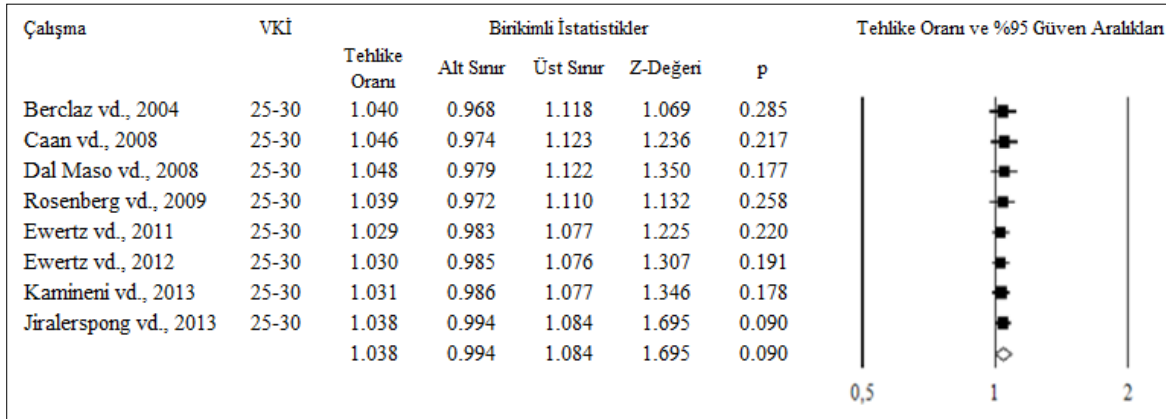 Çalışma VKİ Birikimli İstatistikler Tehlike Oranı ve %95 Güven Aralıkları
Tehlike Oranı Alt Sınır Üst Sınır Z-Değeri p
Berclaz vd., 2004 25-30 1.040 0.968 1.118 1.069 0.285
Caan vd., 2008 25-30 1.046 0.974 1.123 1.236 0.217
Dal Maso vd., 2008 25-30 1.048 0.979 1.122 1.350 0.177
Rosenberg vd., 2009 25-30 1.039 0.972 1.110 1.132 0.258
Ewertz vd., 2011 25-30 1.029 0.983 1.077 1.225 0.220
Ewertz vd., 2012 25-30 1.030 0.985 1.076 1.307 0.191
Kamineni vd., 2013 25-30 1.031 0.986 1.077 1.346 0.178
Jiralerspong vd., 2013 25-30 1.038 0.994 1.084 1.695 0.090
1.038 0.994 1.084 1.695 0.090
0,5 1 2